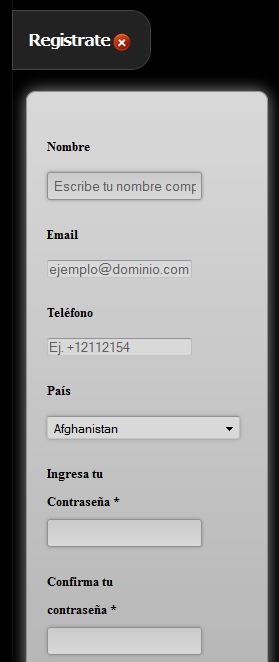 Registrate
Nombre
Escribe tu nombre comp
Email
ejemplo@dominio.com
Teléfono
Ej. +12112154
País
Afghanistan
Ingresa tu
Contraseña *
Confirma tu
contraseña *